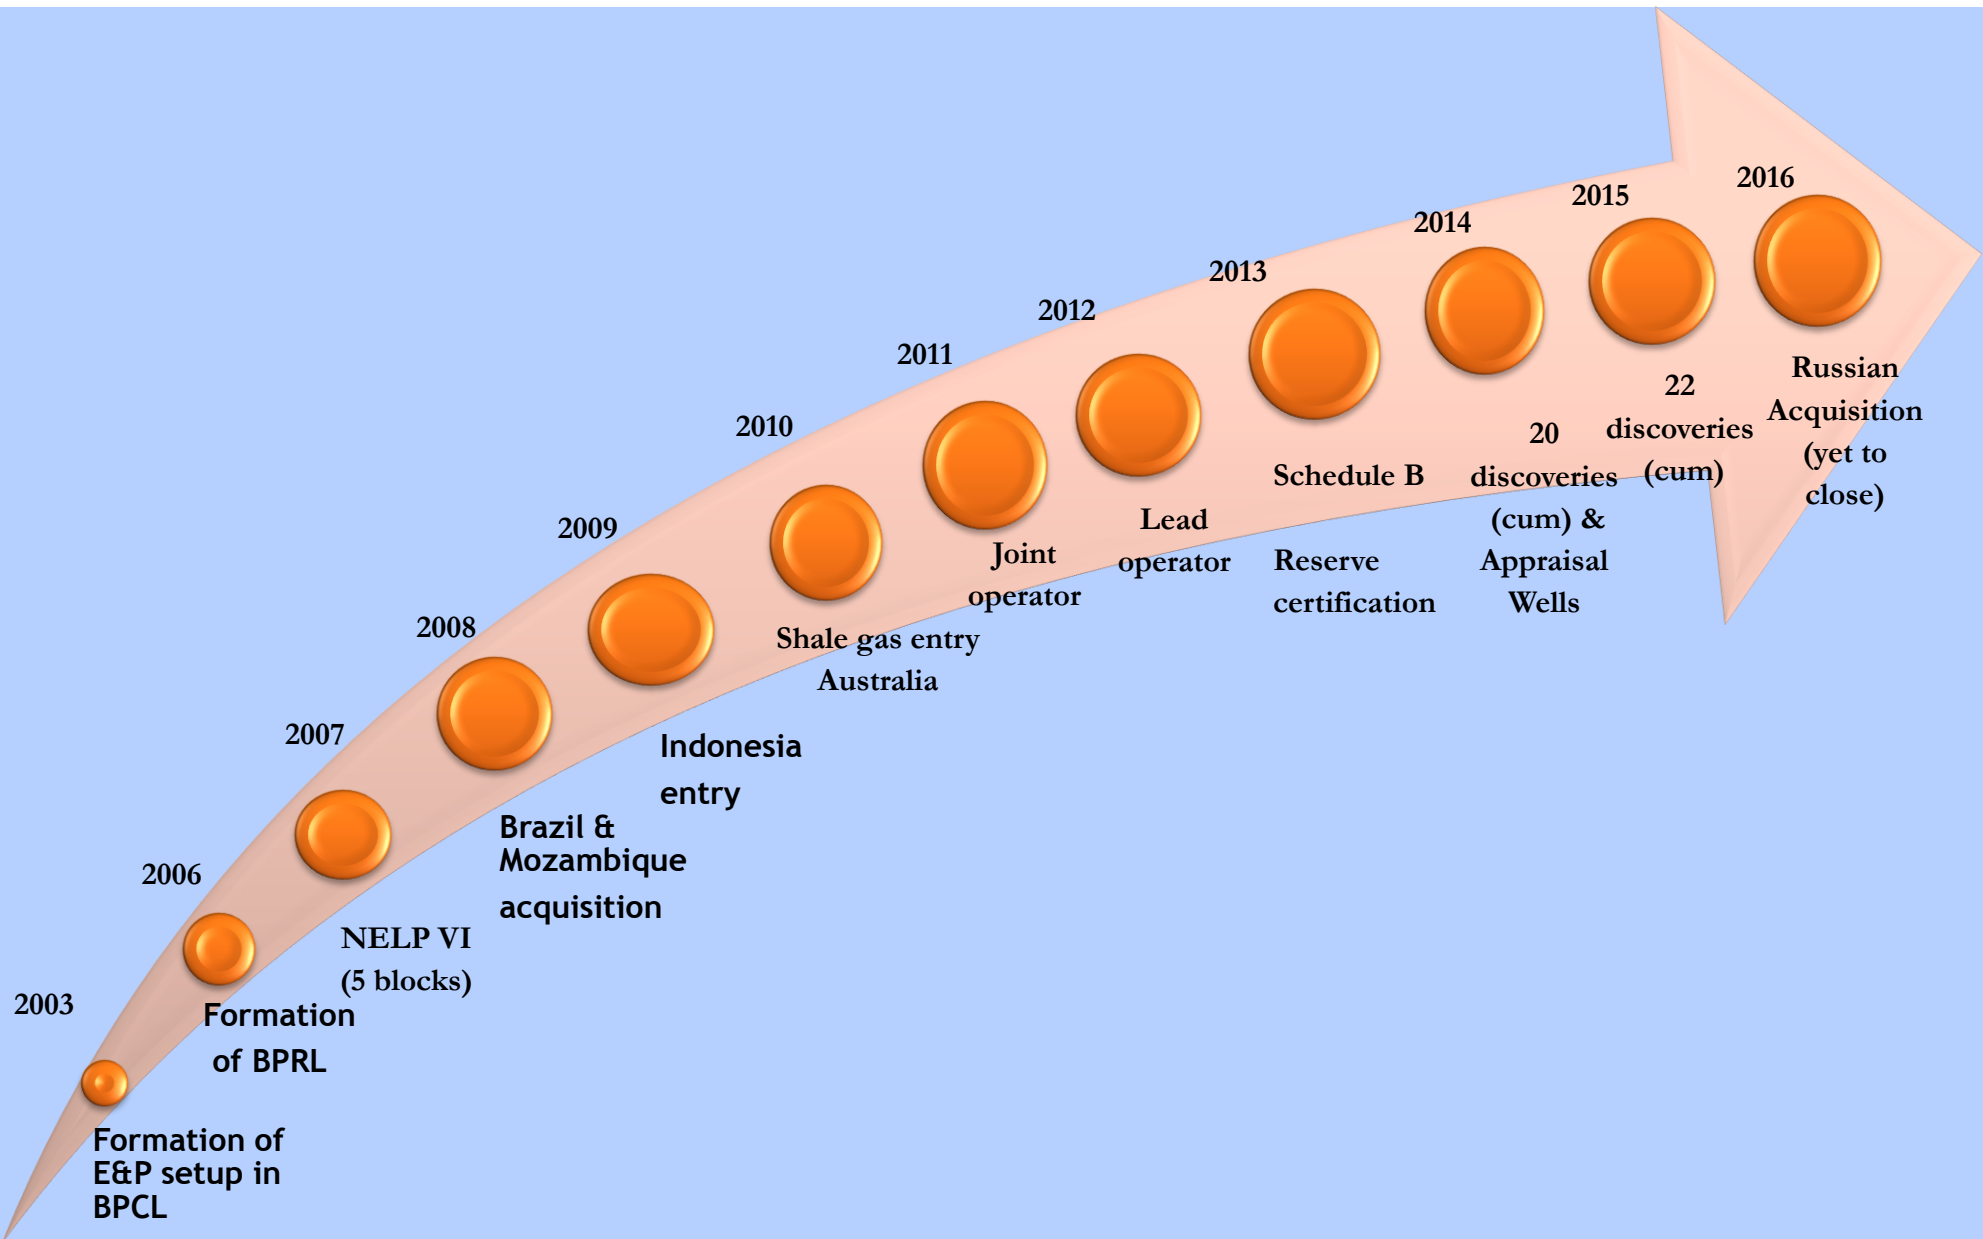 2003
Formation of
E&P setup in
BPCL
2006
Formation
of BPRL
2007
NELP VI
(5 blocks)
2008
Brazil &
Mozambique
acquisition
2009
Indonesia
entry
2010
Shale gas entry
Australia
2011
Joint
operator
2012
Lead
operator
2013
Schedule B
Reserve
certification
2014
20
discoveries
(cum) &
Appraisal
Wells
2015
22
discoveries
(cum)
2016
Russian
Acquisition
(yet to
close)